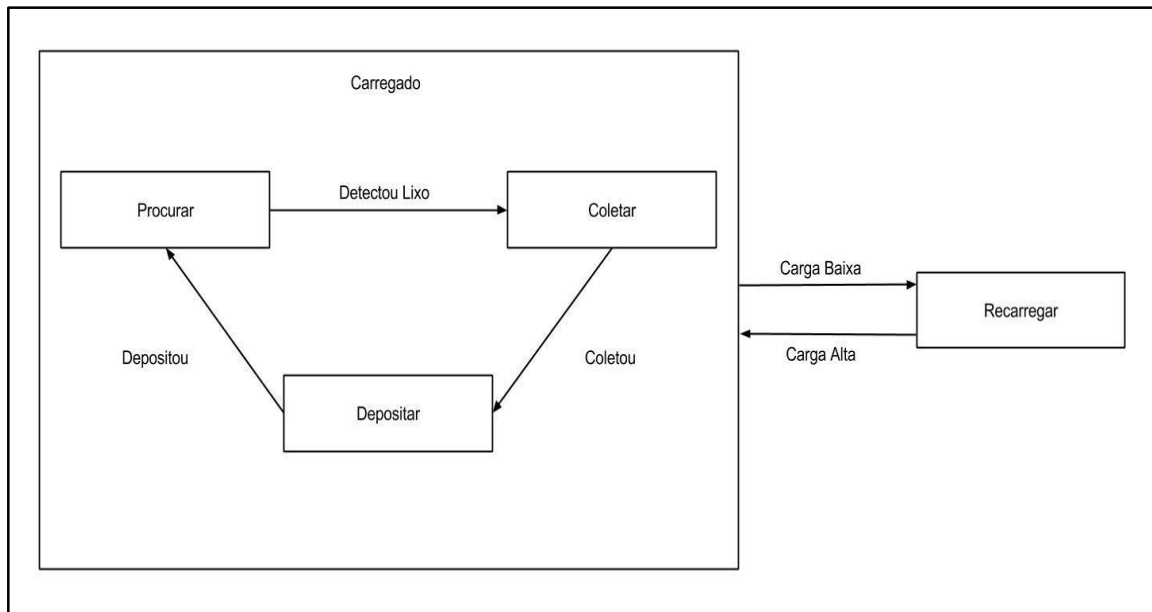 Carregado
Procurar
Detectou Lixo
Coletar
Carga Baixa
Recarregar
Carga Alta
Depositou
Coletou
Depositar